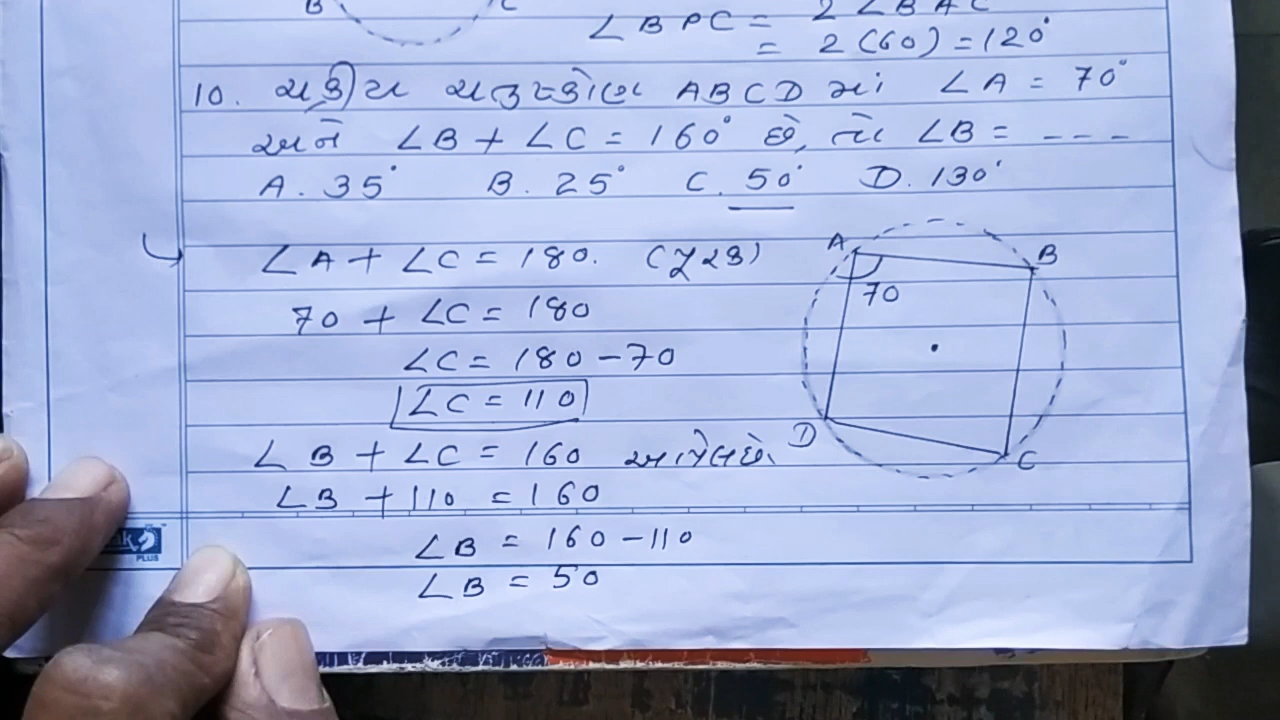 B C
∠BPC = 2∠BAC
= 2(60) = 120°
10. ચક્રીય ચતુષ્કોણ ABCD માં ∠A = 70°
અને ∠B + ∠C = 160° છે, તો ∠B = ---
A. 35° B. 25° C. 50° D. 130°
∠A + ∠C = 180.
70 + ∠C = 180
∠C = 180 - 70
∠C = 110
∠B + ∠C = 160 આપેલ છે.
∠B + 110 = 160
∠B = 160 - 110
∠B = 50
A B
70
D C
PLUS